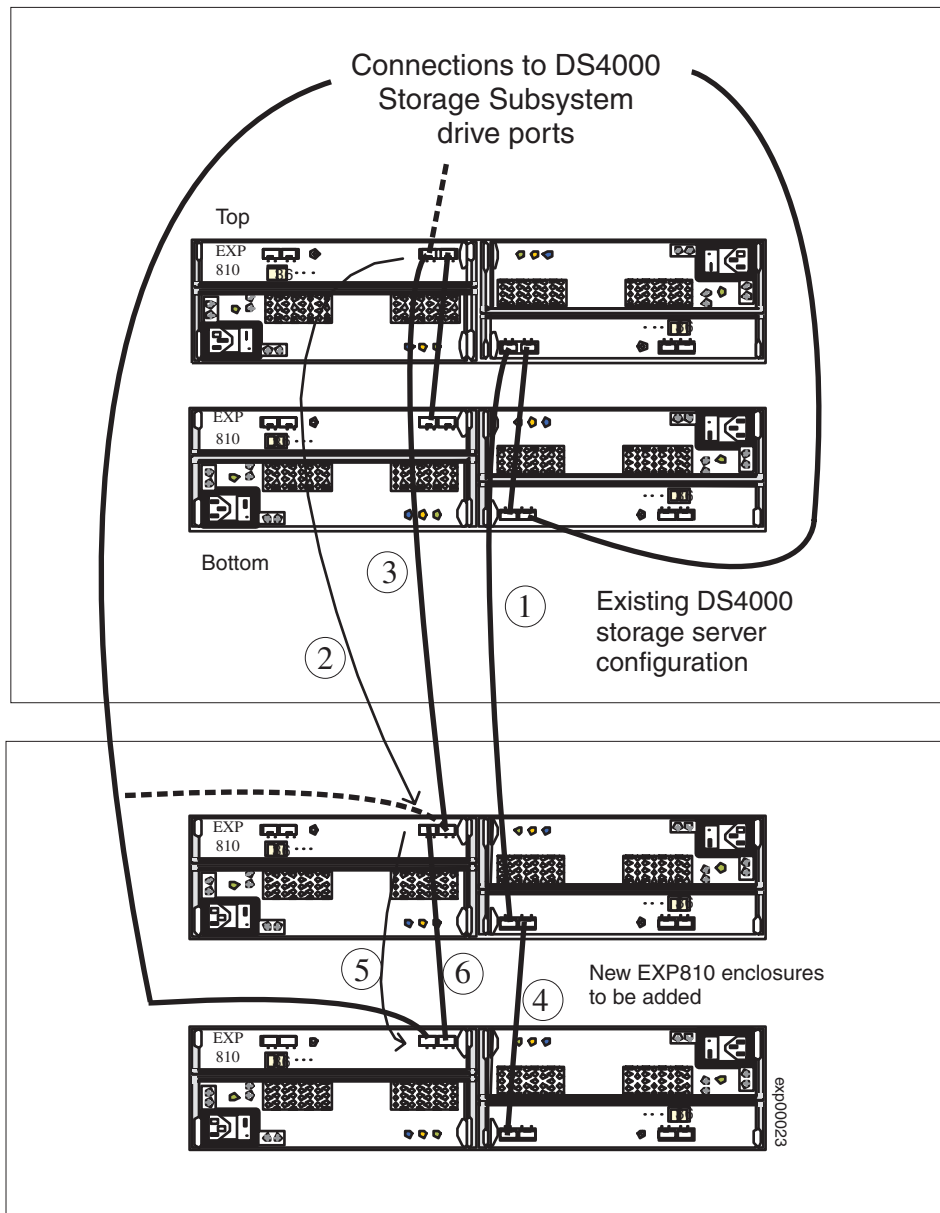 Connections to DS4000
Storage Subsystem
drive ports
Top
EXP
810
EXP
810
Bottom
3
1
2
Existing DS4000
storage server
configuration
EXP
810
5
6
4
New EXP810 enclosures
to be added
EXP
810
exp00023